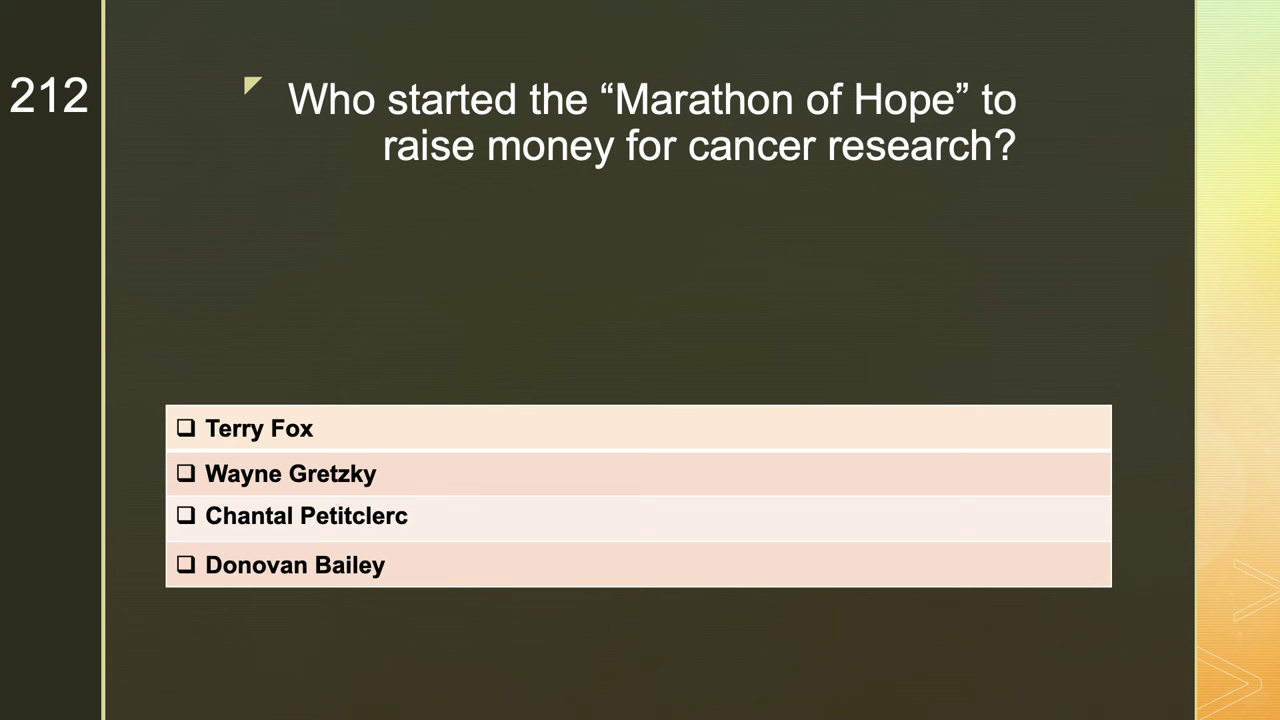 212
Who started the “Marathon of Hope” to
raise money for cancer research?
❑ Terry Fox
❑ Wayne Gretzky
❑ Chantal Petitclerc
❑ Donovan Bailey